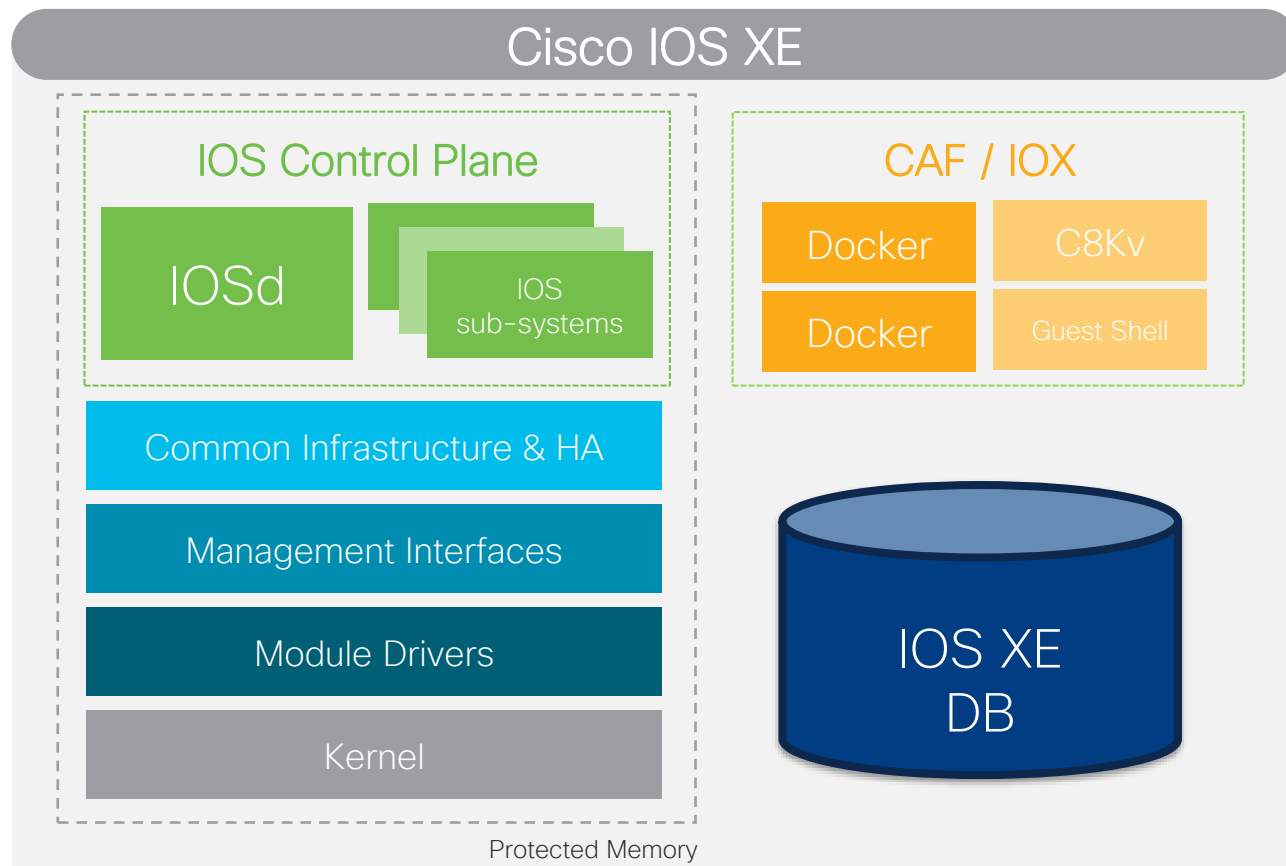 Cisco IOS XE
IOS Control Plane
IOSd
IOS
sub-systems
Common Infrastructure & HA
Management Interfaces
Module Drivers
Kernel
Protected Memory
CAF / IOX
Docker
C8Kv
Docker
Guest Shell
IOS XE
DB